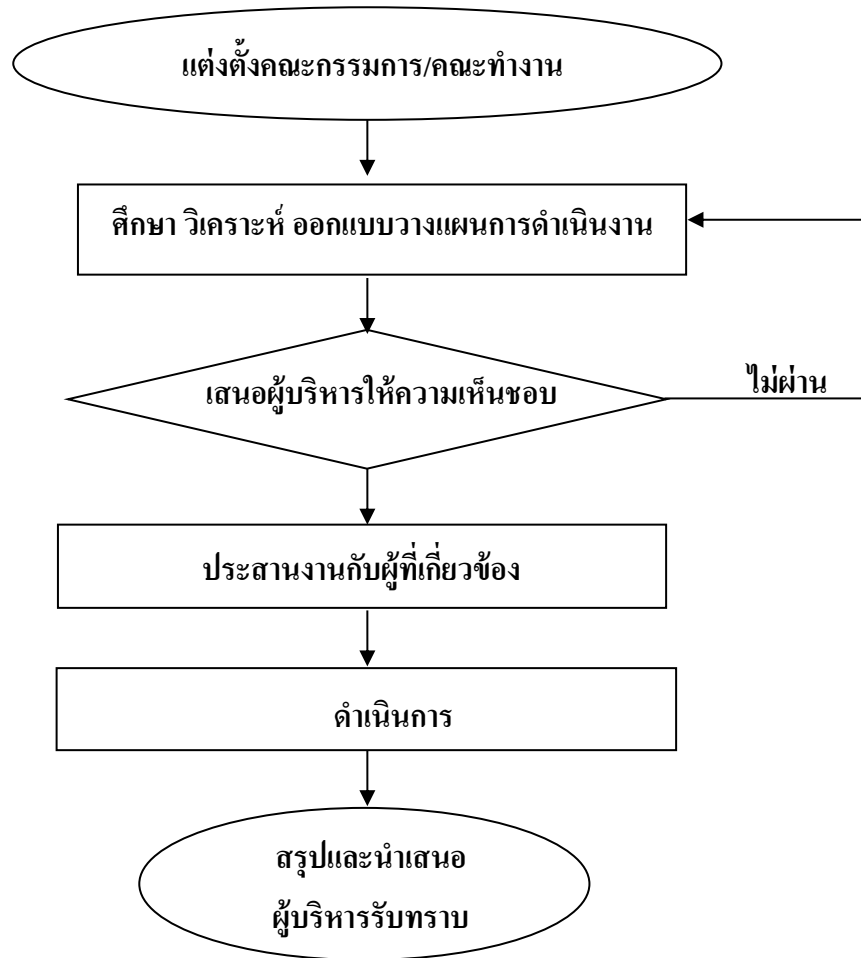 แต่งตั้งคณะกรรมการ/คณะทำงาน
ศึกษา วิเคราะห์ ออกแบบวางแผนการดำเนินงาน
เสนอผู้บริหารให้ความเห็นชอบ
ไม่ผ่าน
ประสานงานกับผู้ที่เกี่ยวข้อง
ดำเนินการ
สรุปและนำเสนอ
ผู้บริหารรับทราบ